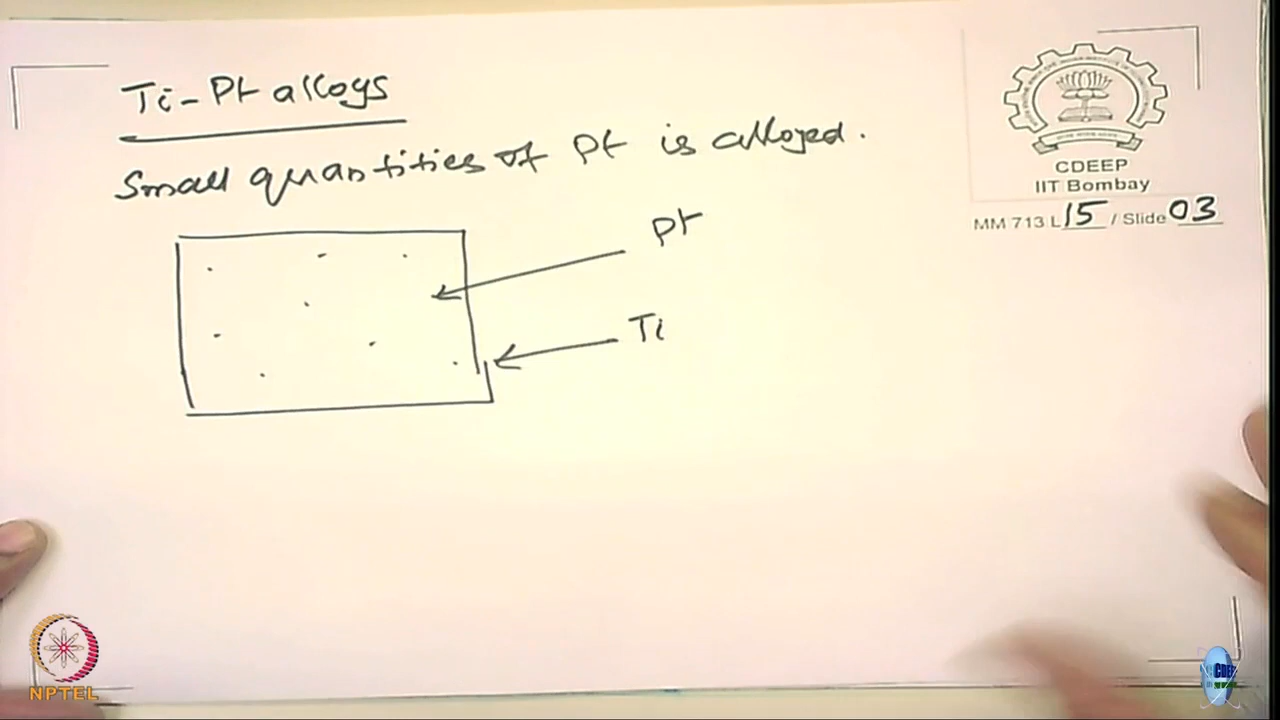 Ti-Pt alloys
Small quantities of Pt is alloyed.
Pt
Ti
CDEEP
IIT Bombay
MM 713 L 15 / Slide 03
NPTEL